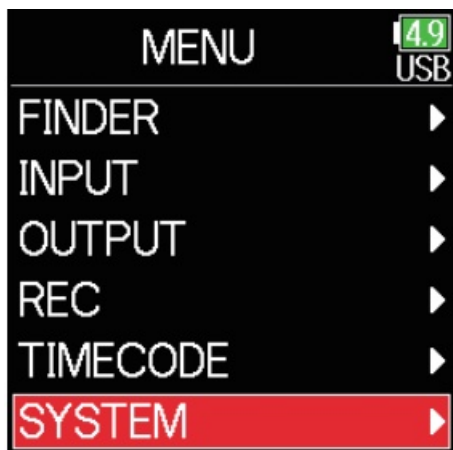 MENU
4.9
USB
FINDER
INPUT
OUTPUT
REC
TIMECODE
SYSTEM